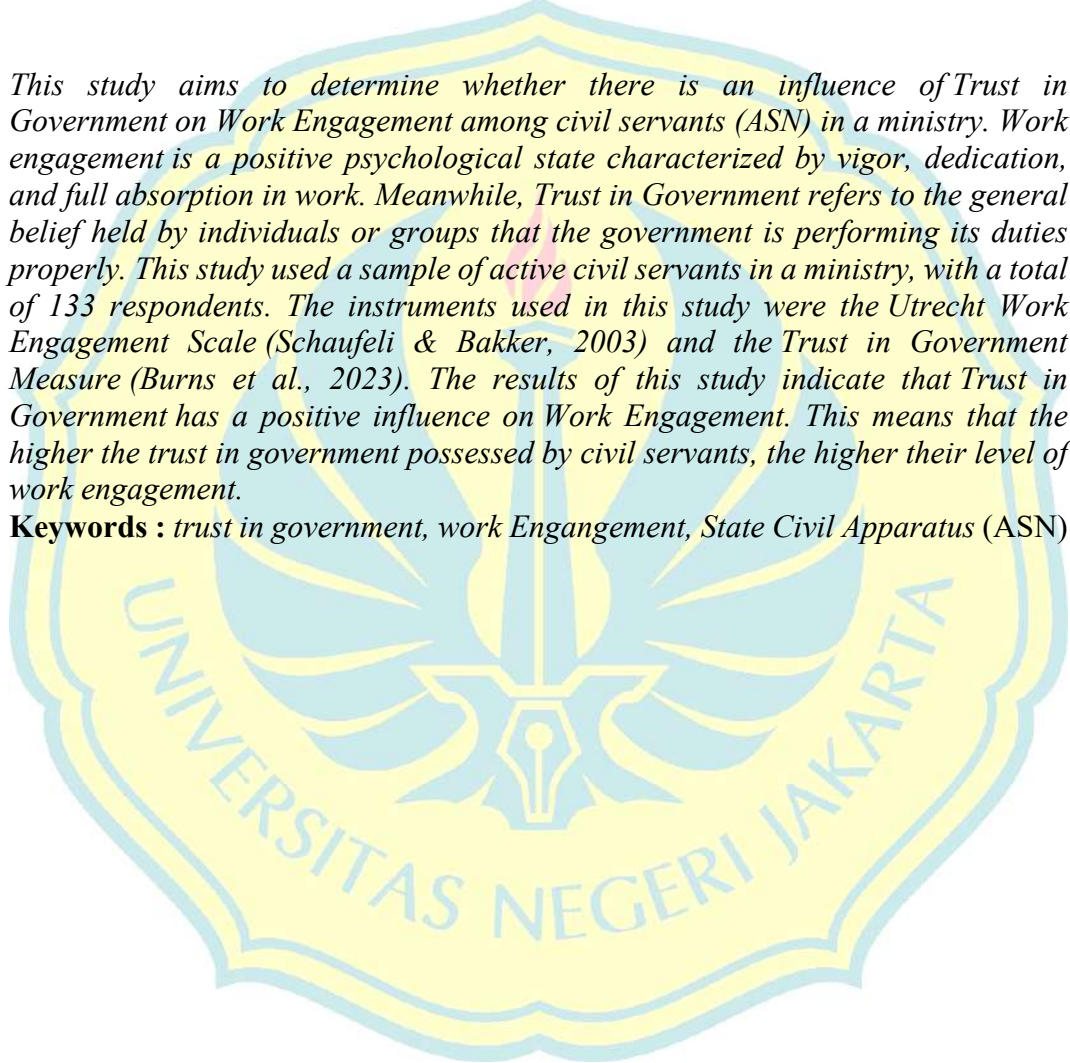 This study aims to determine whether there is an influence of Trust in
Government on Work Engagement among civil servants (ASN) in a ministry. Work
engagement is a positive psychological state characterized by vigor, dedication,
and full absorption in work. Meanwhile, Trust in Government refers to the general
belief held by individuals or groups that the government is performing its duties
properly. This study used a sample of active civil servants in a ministry, with a total
of 133 respondents. The instruments used in this study were the Utrecht Work
Engagement Scale (Schaufeli & Bakker, 2003) and the Trust in Government
Measure (Burns et al., 2023). The results of this study indicate that Trust in
Government has a positive influence on Work Engagement. This means that the
higher the trust in government possessed by civil servants, the higher their level of
work engagement.
Keywords : trust in government, work Engangement, State Civil Apparatus (ASN)
UNIVERSITAS NEGERI JAKARTA